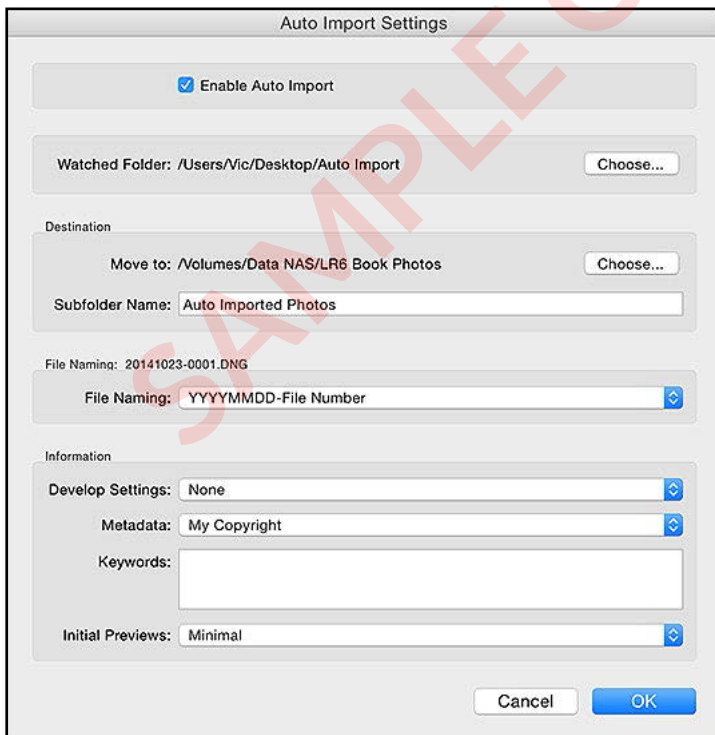 Auto Import Settings
Enable Auto Import
Watched Folder: /Users/Vic/Desktop/Auto Import Choose...
Destination
Move to: /Volumes/Data NAS/LR6 Book Photos Choose...
Subfolder Name: Auto Imported Photos
File Naming: 20141023-0001.DNG
File Naming: YYYYMMDD-File Number
Information
Develop Settings: None
Metadata: My Copyright
Keywords:
Initial Previews: Minimal
Cancel OK
SAMPLE